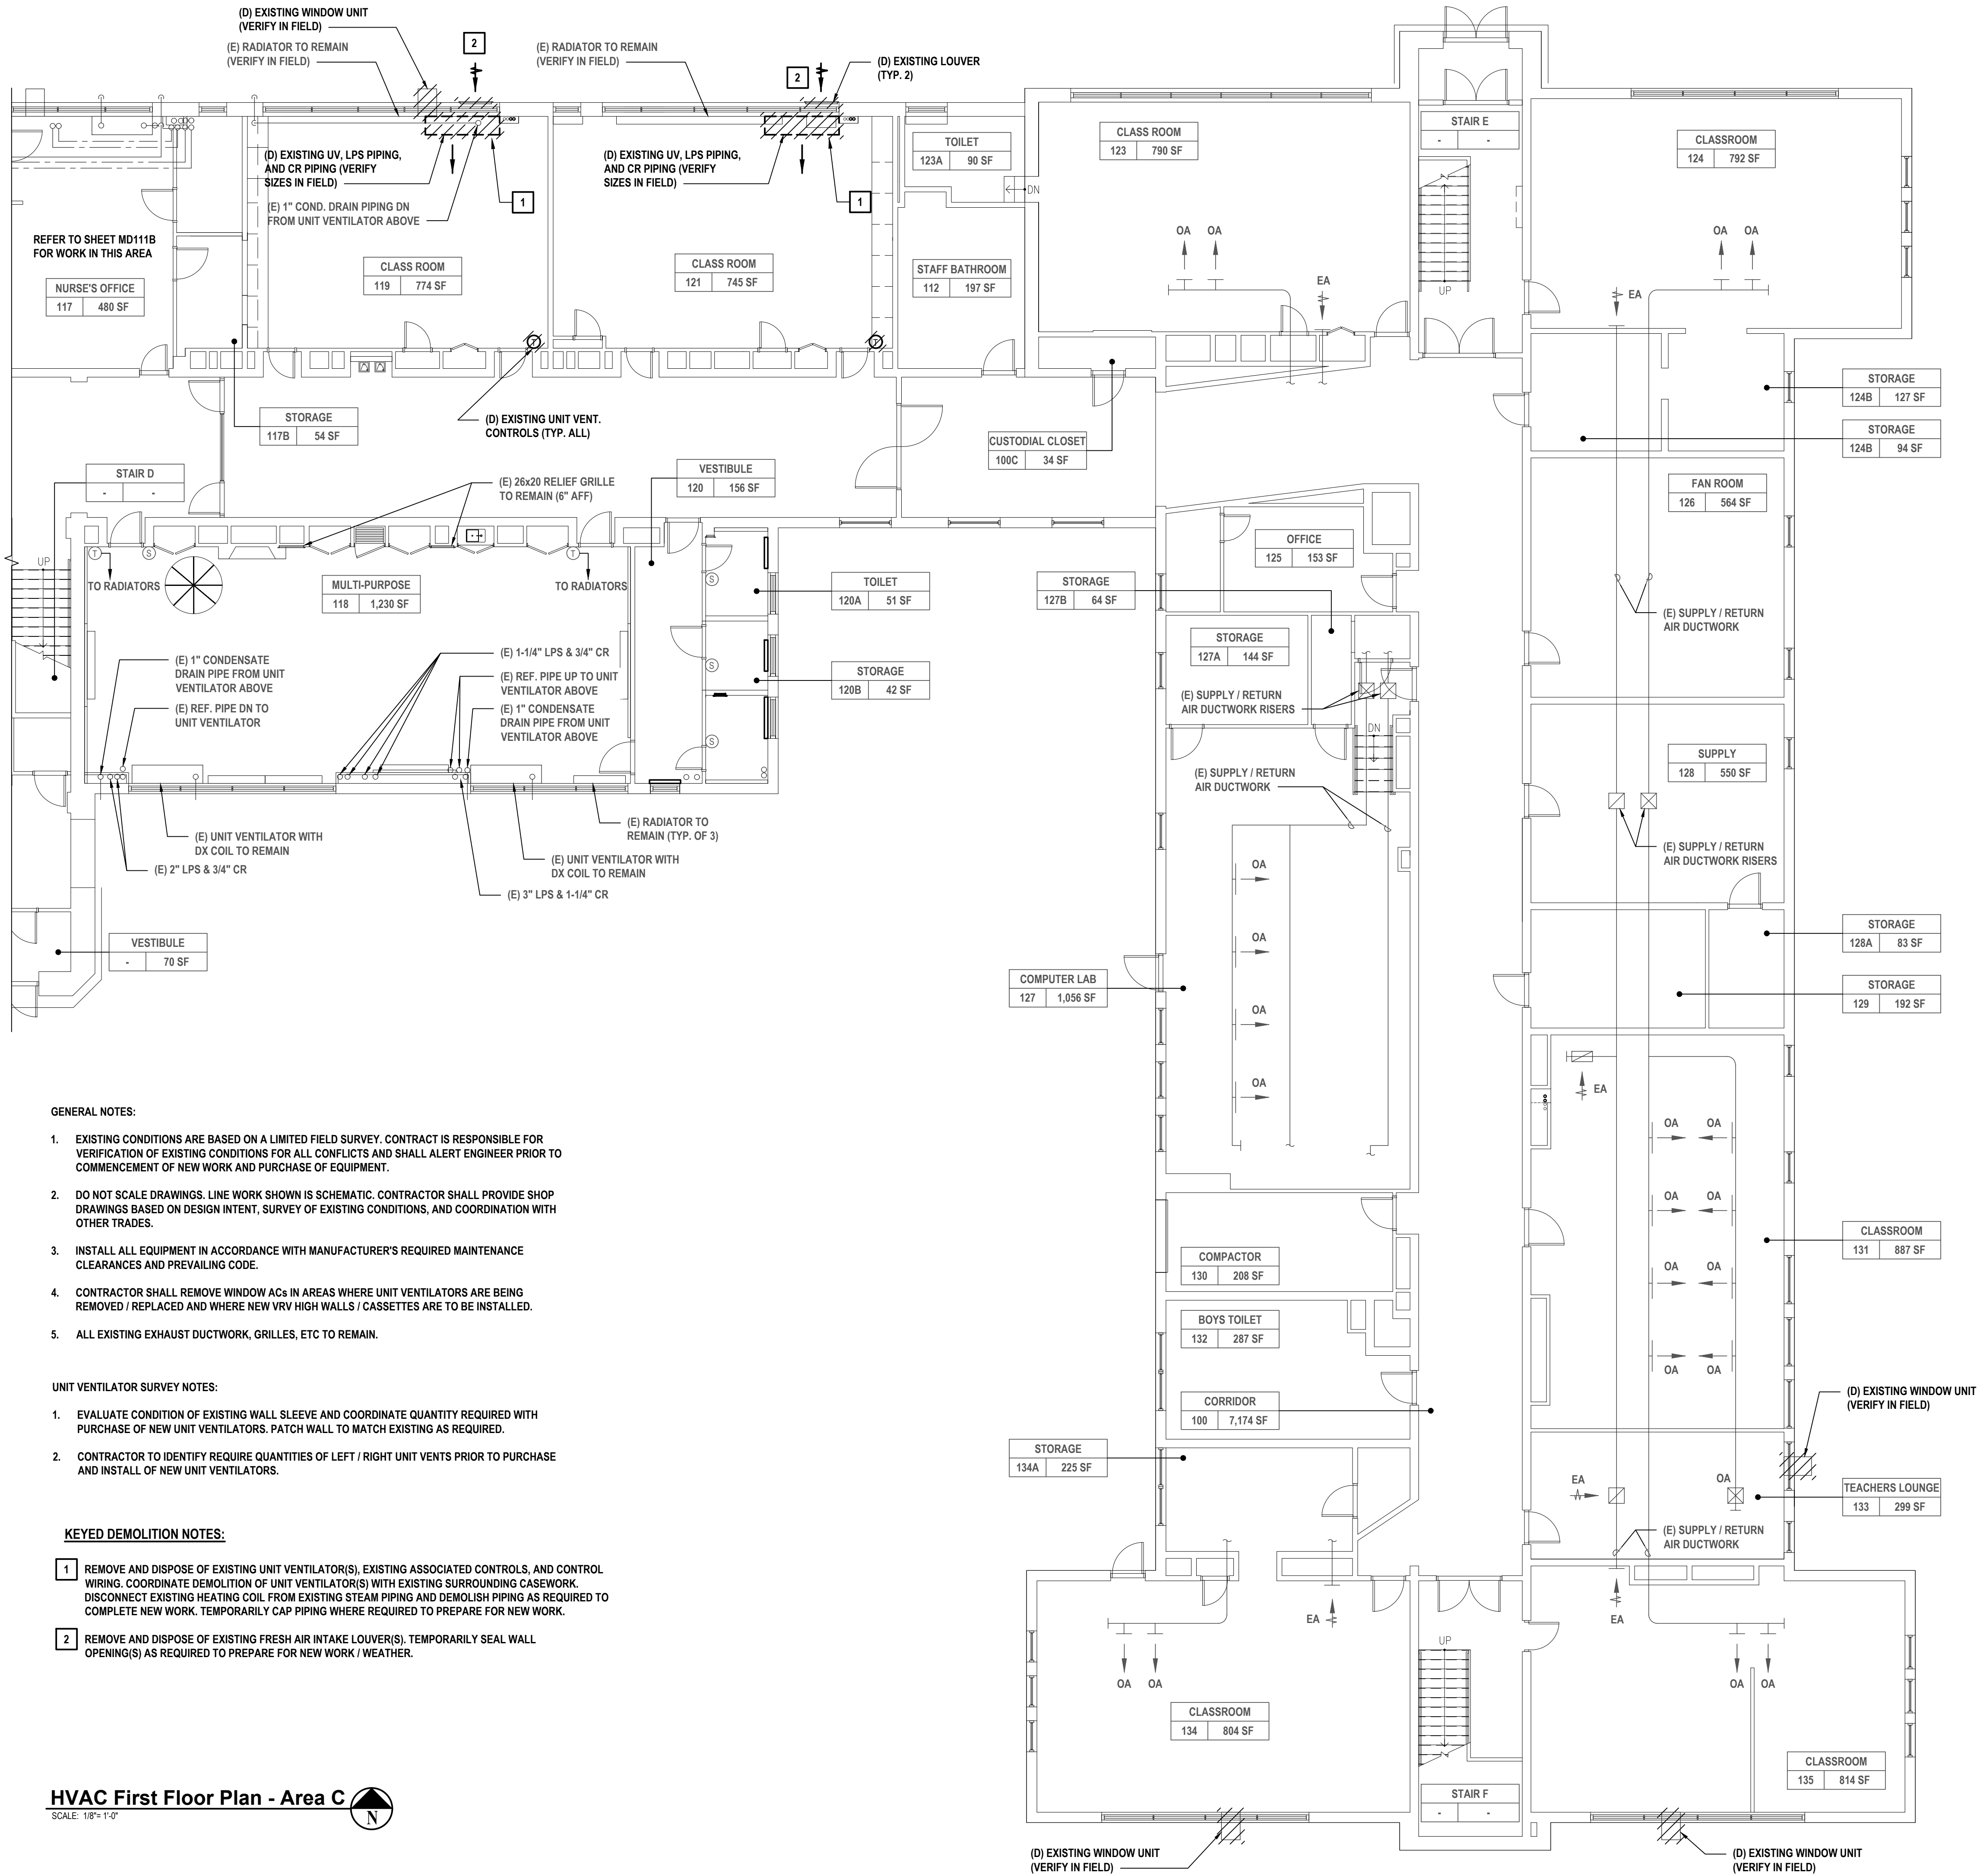 (D) EXISTING WINDOW UNIT
(VERIFY IN FIELD)
(E) RADIATOR TO REMAIN
(VERIFY IN FIELD)
2
(E) RADIATOR TO REMAIN
(VERIFY IN FIELD)
2
(D) EXISTING LOUVER
(TYP. 2)
(D) EXISTING UV, LPS PIPING,
AND CR PIPING (VERIFY
SIZES IN FIELD)
(E) 1" COND. DRAIN PIPING DN
FROM UNIT VENTILATOR ABOVE
1
(D) EXISTING UV, LPS PIPING,
AND CR PIPING (VERIFY
SIZES IN FIELD)
1
TOILET
123A 90 SF
DN
CLASS ROOM
123 790 SF
STAIR E
- -
CLASSROOM
124 792 SF
REFER TO SHEET MD111B
FOR WORK IN THIS AREA
NURSE'S OFFICE
117 480 SF
CLASS ROOM
119 774 SF
CLASS ROOM
121 745 SF
STAFF BATHROOM
112 197 SF
OA OA
EA
UP
OA OA
EA
T
T
STORAGE
117B 54 SF
(D) EXISTING UNIT VENT.
CONTROLS (TYP. ALL)
CUSTODIAL CLOSET
100C 34 SF
STORAGE
124B 127 SF
STORAGE
124B 94 SF
STAIR D
- -
VESTIBULE
120 156 SF
(E) 26x20 RELIEF GRILLE
TO REMAIN (6" AFF)
FAN ROOM
126 564 SF
OFFICE
125 153 SF
UP
T
S
T
TO RADIATORS
TO RADIATORS
MULTI-PURPOSE
118 1,230 SF
S
TOILET
120A 51 SF
STORAGE
127B 64 SF
(E) SUPPLY / RETURN
AIR DUCTWORK
STORAGE
127A 144 SF
(E) 1" CONDENSATE
DRAIN PIPE FROM UNIT
VENTILATOR ABOVE
(E) REF. PIPE DN TO
UNIT VENTILATOR
(E) 1-1/4" LPS & 3/4" CR
(E) REF. PIPE UP TO UNIT
VENTILATOR ABOVE
(E) 1" CONDENSATE
DRAIN PIPE FROM UNIT
VENTILATOR ABOVE
S
STORAGE
120B 42 SF
S
(E) SUPPLY / RETURN
AIR DUCTWORK RISERS
DN
SUPPLY
128 550 SF
(E) SUPPLY / RETURN
AIR DUCTWORK
(E) UNIT VENTILATOR WITH
DX COIL TO REMAIN
(E) 2" LPS & 3/4" CR
(E) RADIATOR TO
REMAIN (TYP. OF 3)
(E) UNIT VENTILATOR WITH
DX COIL TO REMAIN
(E) 3" LPS & 1-1/4" CR
(E) SUPPLY / RETURN
AIR DUCTWORK RISERS
OA
OA
OA
OA
VESTIBULE
- 70 SF
STORAGE
128A 83 SF
COMPUTER LAB
127 1,056 SF
STORAGE
129 192 SF
EA
OA OA
OA OA
OA OA
OA OA
CLASSROOM
131 887 SF
GENERAL NOTES:
1. EXISTING CONDITIONS ARE BASED ON A LIMITED FIELD SURVEY. CONTRACT IS RESPONSIBLE FOR
VERIFICATION OF EXISTING CONDITIONS FOR ALL CONFLICTS AND SHALL ALERT ENGINEER PRIOR TO
COMMENCEMENT OF NEW WORK AND PURCHASE OF EQUIPMENT.
2. DO NOT SCALE DRAWINGS. LINE WORK SHOWN IS SCHEMATIC. CONTRACTOR SHALL PROVIDE SHOP
DRAWINGS BASED ON DESIGN INTENT, SURVEY OF EXISTING CONDITIONS, AND COORDINATION WITH
OTHER TRADES.
3. INSTALL ALL EQUIPMENT IN ACCORDANCE WITH MANUFACTURER'S REQUIRED MAINTENANCE
CLEARANCES AND PREVAILING CODE.
4. CONTRACTOR SHALL REMOVE WINDOW ACs IN AREAS WHERE UNIT VENTILATORS ARE BEING
REMOVED / REPLACED AND WHERE NEW VRV HIGH WALLS / CASSETTES ARE TO BE INSTALLED.
5. ALL EXISTING EXHAUST DUCTWORK, GRILLES, ETC TO REMAIN.
UNIT VENTILATOR SURVEY NOTES:
1. EVALUATE CONDITION OF EXISTING WALL SLEEVE AND COORDINATE QUANTITY REQUIRED WITH
PURCHASE OF NEW UNIT VENTILATORS. PATCH WALL TO MATCH EXISTING AS REQUIRED.
2. CONTRACTOR TO IDENTIFY REQUIRE QUANTITIES OF LEFT / RIGHT UNIT VENTS PRIOR TO PURCHASE
AND INSTALL OF NEW UNIT VENTILATORS.
KEYED DEMOLITION NOTES:
1 REMOVE AND DISPOSE OF EXISTING UNIT VENTILATOR(S), EXISTING ASSOCIATED CONTROLS, AND CONTROL
WIRING. COORDINATE DEMOLITION OF UNIT VENTILATOR(S) WITH EXISTING SURROUNDING CASEWORK.
DISCONNECT EXISTING HEATING COIL FROM EXISTING STEAM PIPING AND DEMOLISH PIPING AS REQUIRED TO
COMPLETE NEW WORK. TEMPORARILY CAP PIPING WHERE REQUIRED TO PREPARE FOR NEW WORK.
2 REMOVE AND DISPOSE OF EXISTING FRESH AIR INTAKE LOUVER(S). TEMPORARILY SEAL WALL
OPENING(S) AS REQUIRED TO PREPARE FOR NEW WORK / WEATHER.
COMPACTOR
130 208 SF
BOYS TOILET
132 287 SF
CORRIDOR
100 7,174 SF
STORAGE
134A 225 SF
(D) EXISTING WINDOW UNIT
(VERIFY IN FIELD)
EA
OA
TEACHERS LOUNGE
133 299 SF
(E) SUPPLY / RETURN
AIR DUCTWORK
EA
EA
OA OA
UP
OA OA
CLASSROOM
134 804 SF
CLASSROOM
135 814 SF
STAIR F
- -
(D) EXISTING WINDOW UNIT
(VERIFY IN FIELD)
(D) EXISTING WINDOW UNIT
(VERIFY IN FIELD)
HVAC First Floor Plan - Area C
N
SCALE: 1/8"= 1'-0"